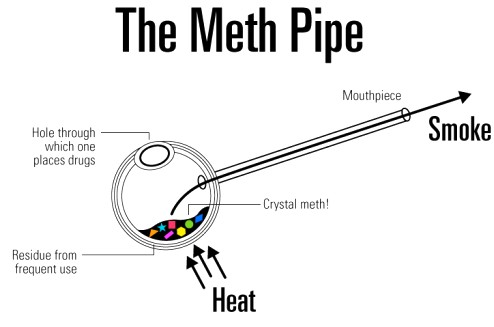 The Meth Pipe
Mouthpiece
Smoke
Hole through
which one
places drugs
Crystal meth!
Residue from
frequent use
Heat